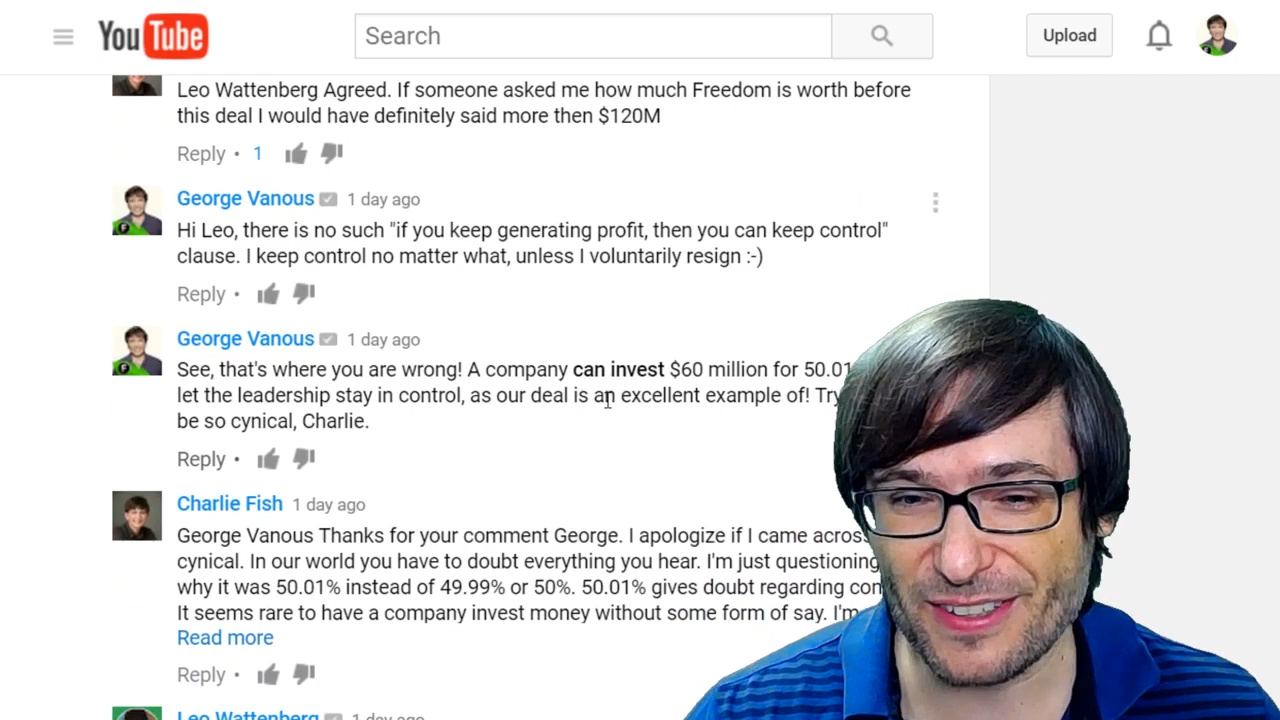 YouTube
Search
Upload
Leo Wattenberg Agreed. If someone asked me how much Freedom is worth before
this deal I would have definitely said more then $120M
Reply • 1
George Vanous 1 day ago
Hi Leo, there is no such "if you keep generating profit, then you can keep control"
clause. I keep control no matter what, unless I voluntarily resign :-)
Reply •
George Vanous 1 day ago
See, that's where you are wrong! A company can invest $60 million for 50.01
let the leadership stay in control, as our deal is an excellent example of! Try
be so cynical, Charlie.
Reply •
Charlie Fish 1 day ago
George Vanous Thanks for your comment George. I apologize if I came across
cynical. In our world you have to doubt everything you hear. I'm just questioning
why it was 50.01% instead of 49.99% or 50%. 50.01% gives doubt regarding con
It seems rare to have a company invest money without some form of say. I'm
Read more
Reply •
Leo Wattenberg 1 day ago